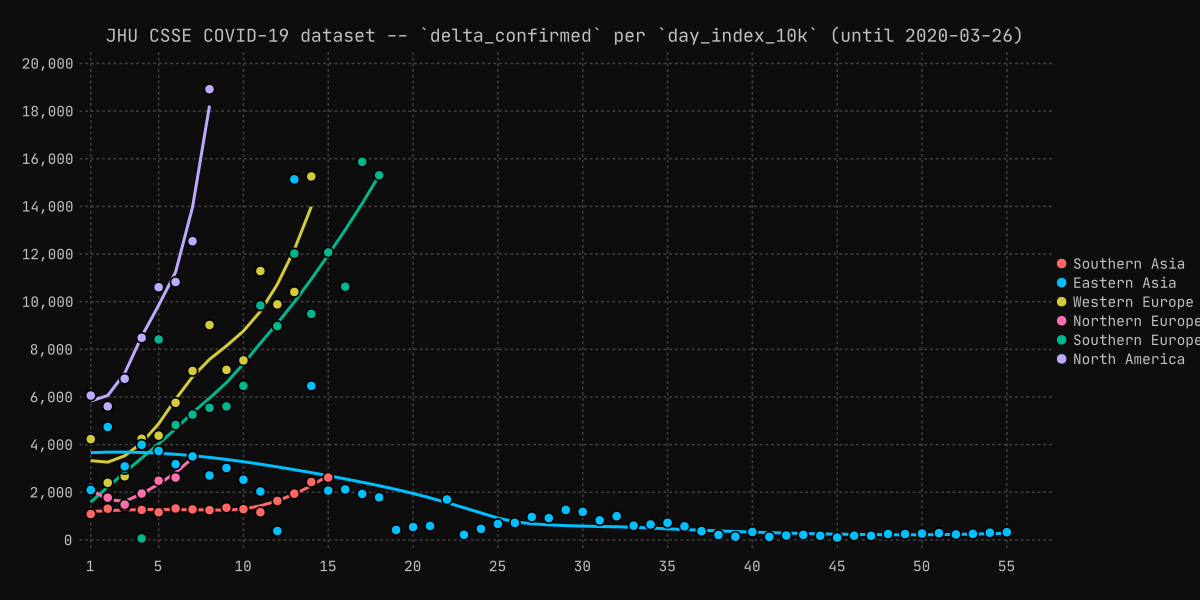 JHU CSSE COVID-19 dataset -- `delta_confirmed` per `day_index_10k` (until 2020-03-26)
20,000
18,000
16,000
14,000
12,000
10,000
8,000
6,000
4,000
2,000
0
1 5 10 15 20 25 30 35 40 45 50 55
Southern Asia
Eastern Asia
Western Europe
Northern Europe
Southern Europe
North America